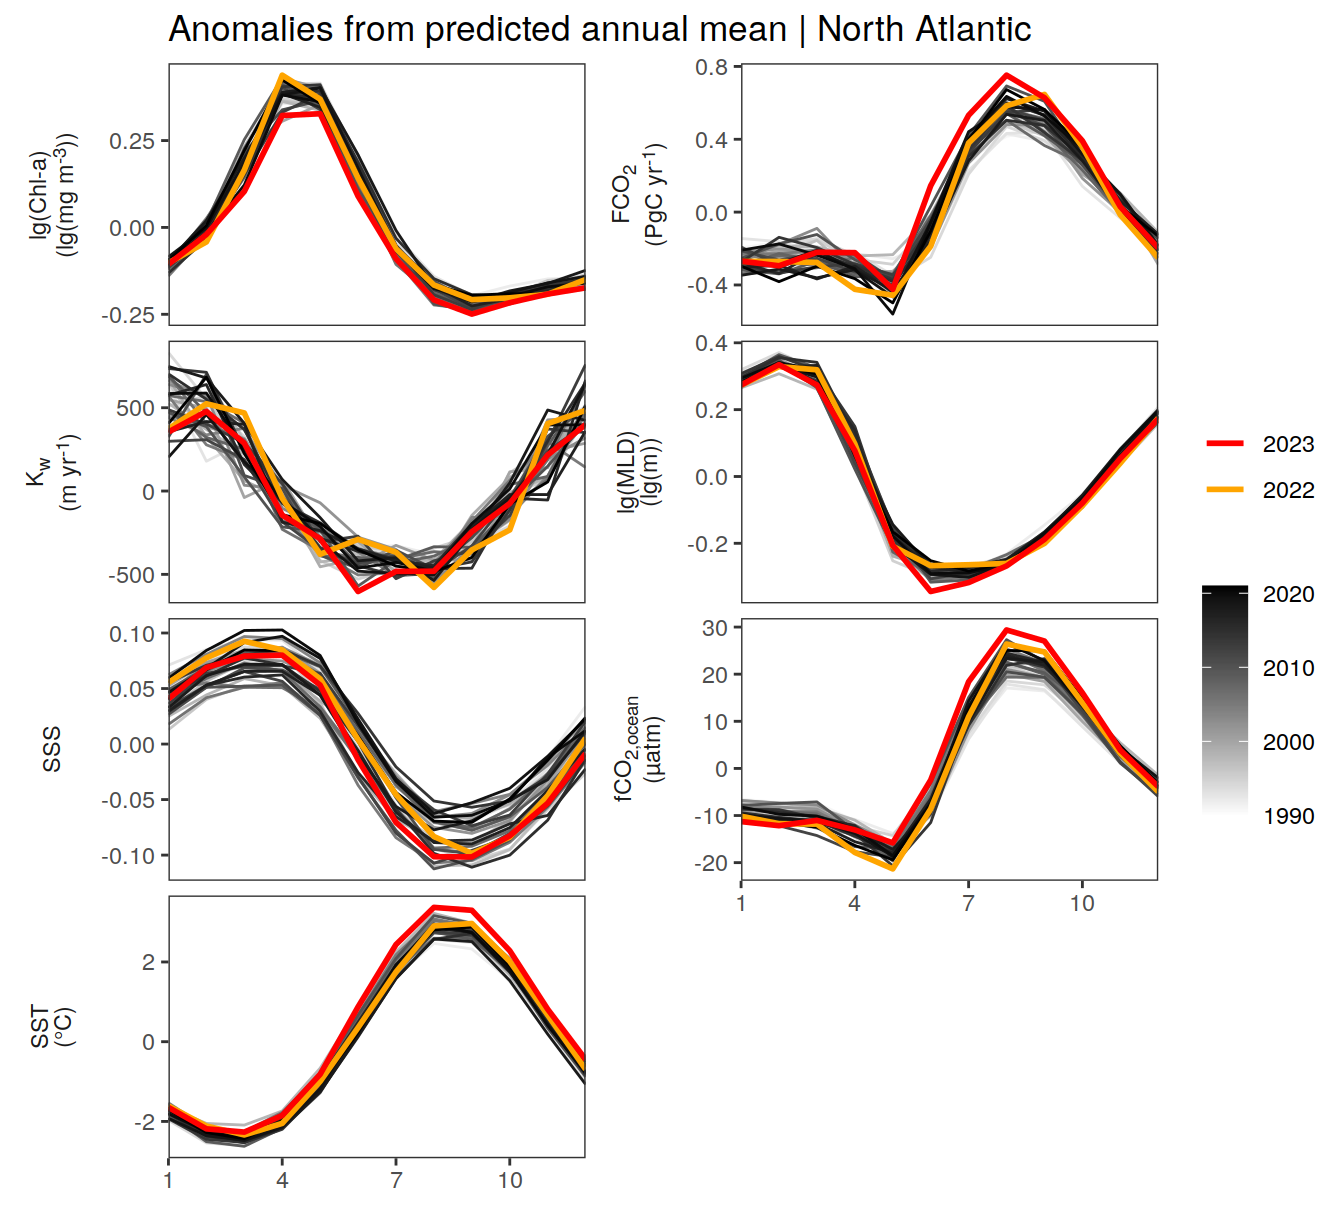 Anomalies from predicted annual mean | North Atlantic
lg(Chl-a)
(lg(mg m⁻³))
0.25
0.00
-0.25
FCO₂
(PgC yr⁻¹)
0.8
0.4
0.0
-0.4
K_w
(m yr⁻¹)
500
0
-500
lg(MLD)
(lg(m))
0.4
0.2
0.0
-0.2
SSS
0.10
0.05
0.00
-0.05
-0.10
fCO₂,ocean
(µatm)
30
20
10
0
-10
-20
1 4 7 10
SST
(°C)
2
0
-2
1 4 7 10
2023
2022
2020
2010
2000
1990